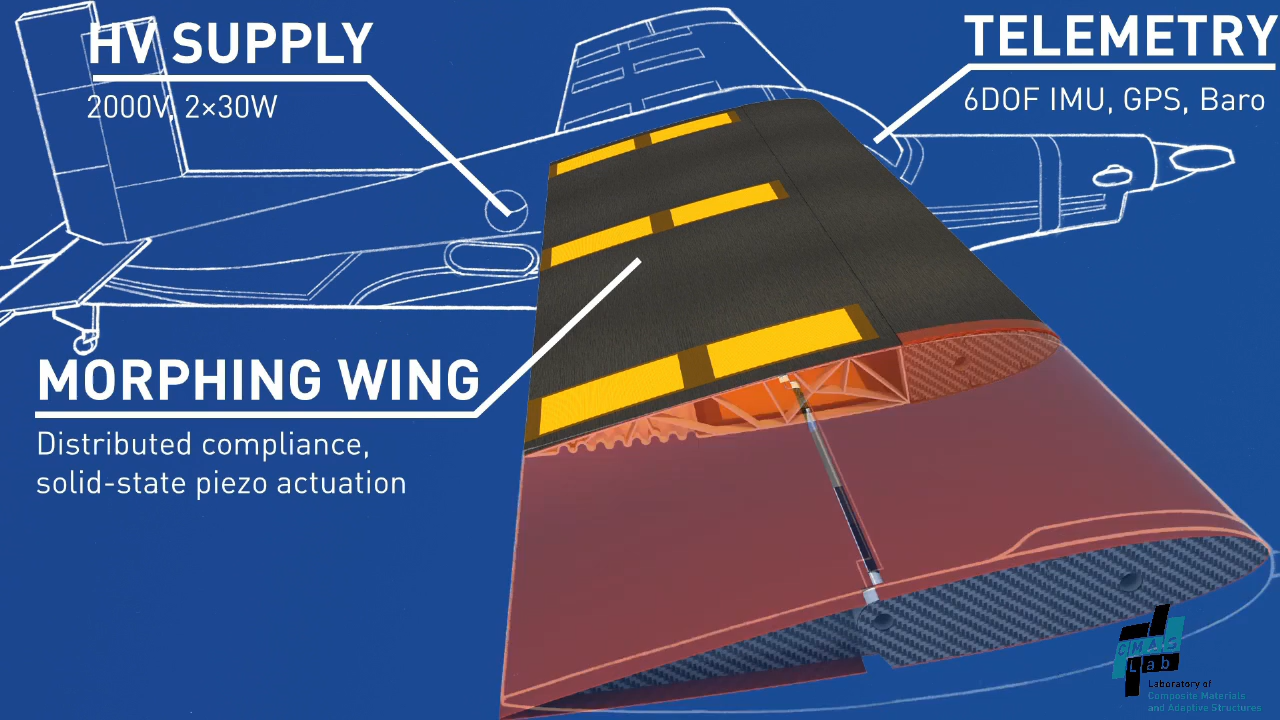 HV SUPPLY
2000V, 2×30W
TELEMETRY
6DOF IMU, GPS, Baro
MORPHING WING
Distributed compliance,
solid-state piezo actuation
CMAS
Lab
Laboratory of
Composite Materials
and Adaptive Structures